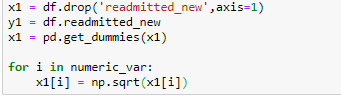 x1 = df.drop('readmitted_new',axis=1)
y1 = df.readmitted_new
x1 = pd.get_dummies(x1)
for i in numeric_var:
    x1[i] = np.sqrt(x1[i])